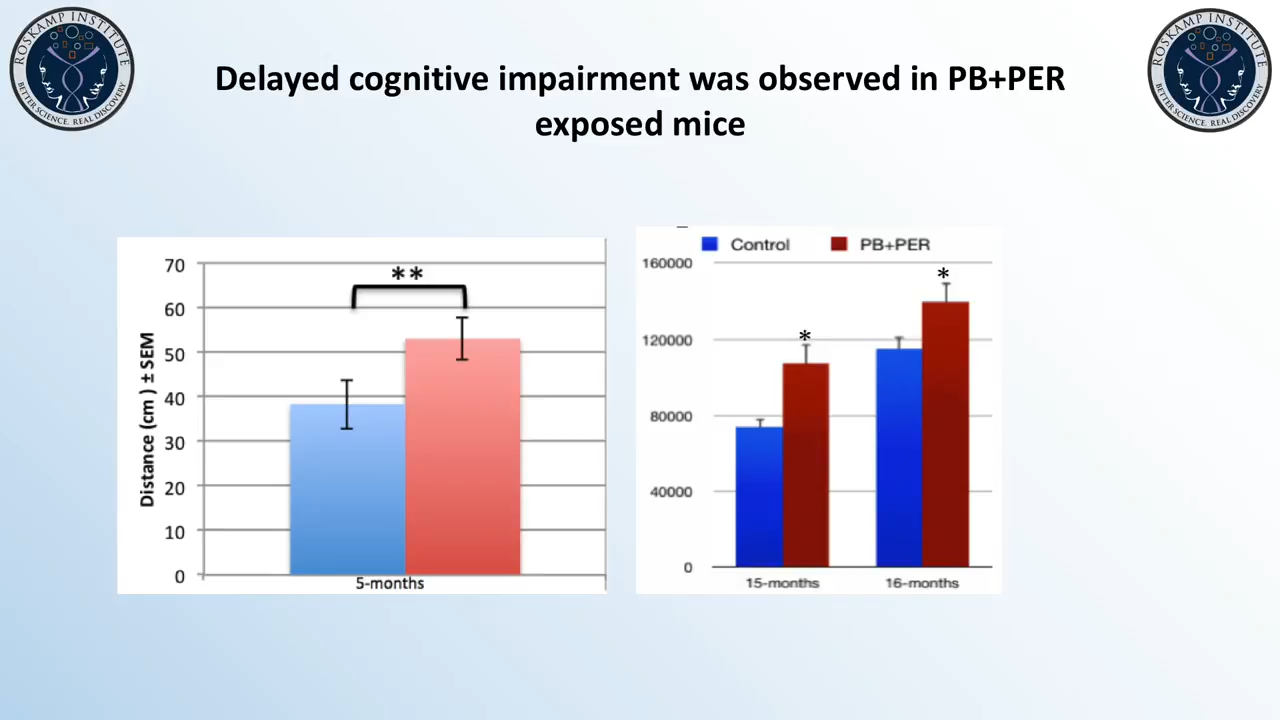 ROSKAMP INSTITUTE
BETTER SCIENCE. REAL DISCOVERY
ROSKAMP INSTITUTE
BETTER SCIENCE. REAL DISCOVERY
Delayed cognitive impairment was observed in PB+PER
exposed mice
Distance (cm ) ± SEM
70
60
50
40
30
20
10
0
**
5-months
Control
PB+PER
160000
120000
80000
40000
0
*
*
15-months
16-months